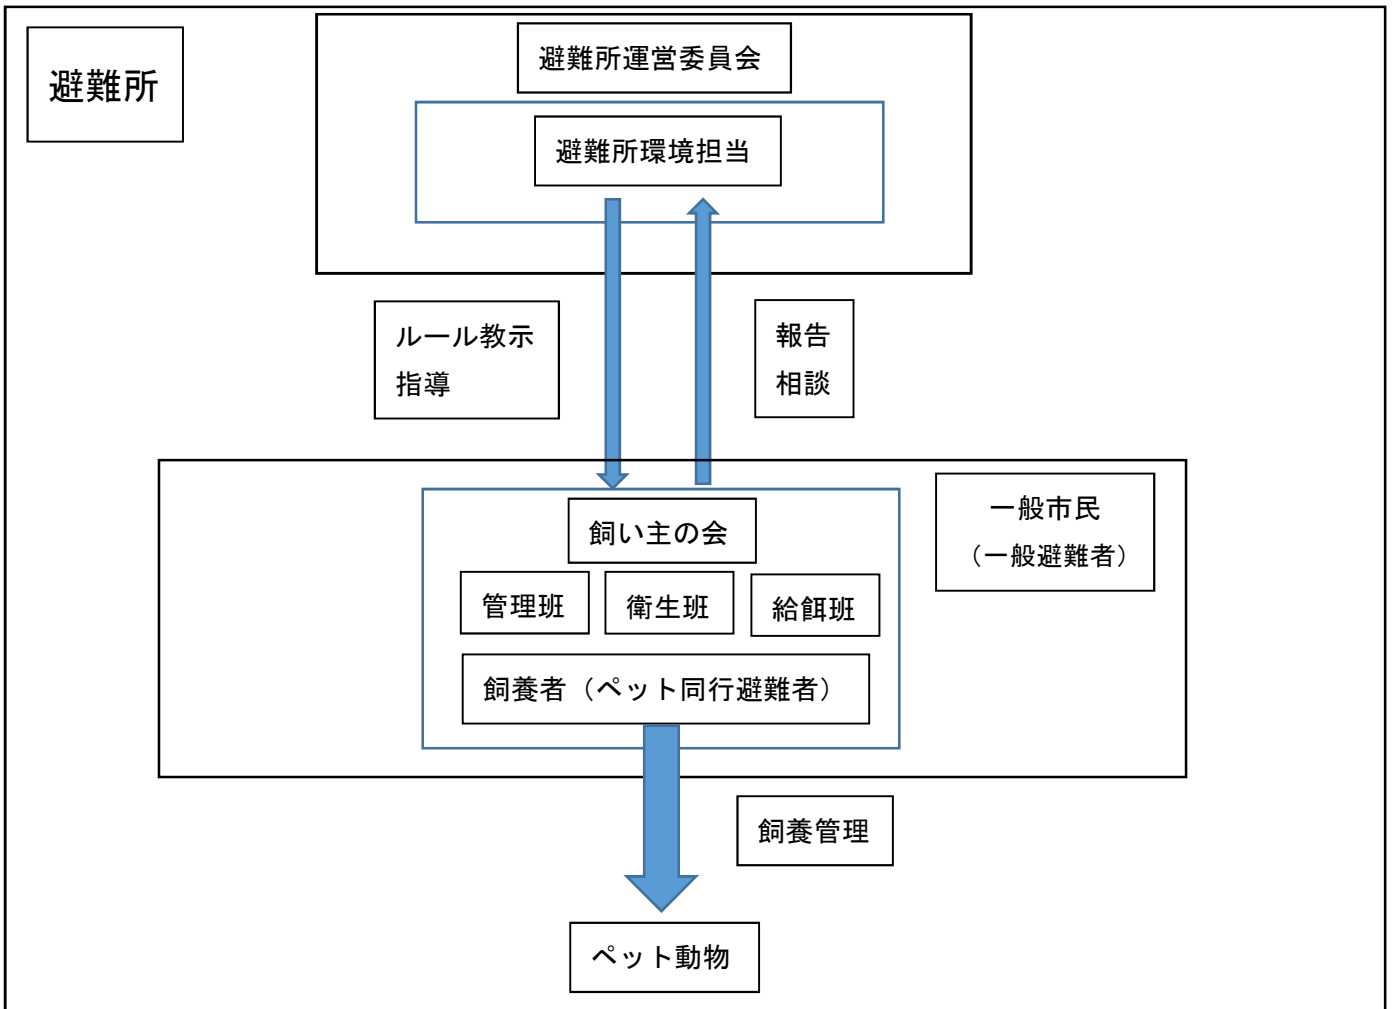 避難所
避難所運営委員会
避難所環境担当
ルール教示
指導
報告
相談
一般市民
（一般避難者）
飼い主の会
管理班
衛生班
給餌班
飼養者（ペット同行避難者）
飼養管理
ペット動物